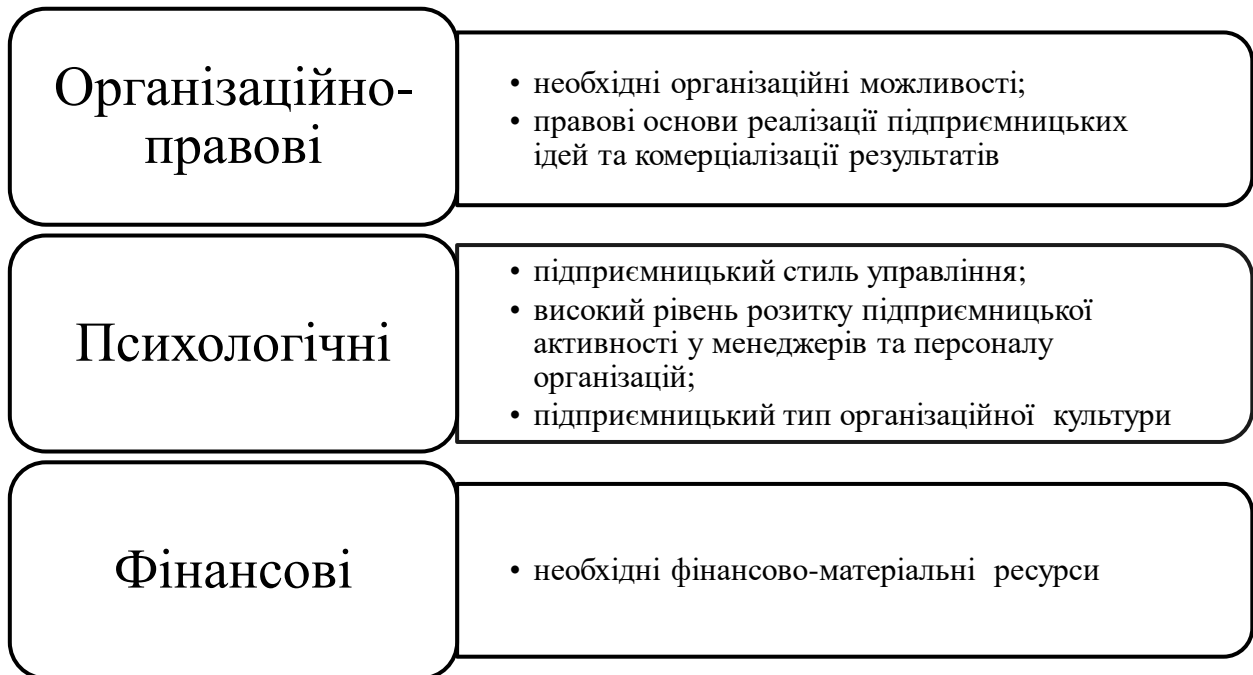 Організаційно-
правові
• необхідні організаційні можливості;
• правові основи реалізації підприємницьких
ідей та комерціалізації результатів
Психологічні
• підприємницький стиль управління;
• високий рівень розитку підприємницької
активності у менеджерів та персоналу
організацій;
• підприємницький тип організаційної культури
Фінансові
• необхідні фінансово-матеріальні ресурси